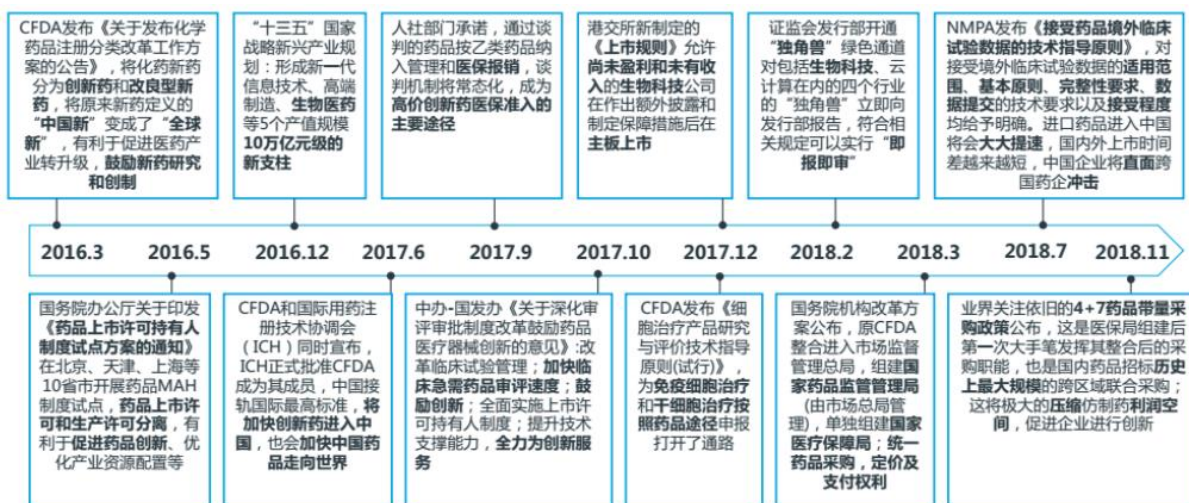 CFDA发布《关于发布化学
药品注册分类改革工作方
案的公告》，将化药新药
分为创新药和改良型新
药，将原来新药定义的
“中国新”变成了“全球
新”，有利于促进医药产
业转升级，鼓励新药研究
和创制
“十三五”国家
战略新兴产业规
划：形成新一代
信息技术、高端
制造、生物医药
等5个产值规模
10万亿元级的
新支柱
人社部门承诺，通过谈
判的药品按乙类药品纳
入管理和医保报销，谈
判机制将常态化，成为
高价创新药医保准入的
主要途径
港交所新制定的
《上市规则》允许
尚未盈利和未有收
入的生物科技公司
在作出额外披露和
制定保障措施后在
主板上市
证监会发行部开通
“独角兽”绿色通道
对包括生物科技、云
计算在内的四个行业
的“独角兽”立即向
发行部报告，符合相
关规定可以实行“即
报即审”
NMPA发布《接受药品境外临床
试验数据的技术指导原则》，对
接受境外临床试验数据的适用范
围、基本原则、完整性要求、数
据提交的技术要求以及接受程度
均给予明确。进口药品进入中国
将会大大提速，国内外上市时间
差越来越短，中国企业将直面跨
国药企冲击
2016.3 2016.5 2016.12 2017.6 2017.9 2017.10 2017.12 2018.2 2018.3 2018.7 2018.11
国务院办公厅关于印发
《药品上市许可持有人
制度试点方案的通知》
在北京、天津、上海等
10省市开展药品MAH
制度试点，药品上市许
可和生产许可分离，有
利于促进药品创新、优
化产业资源配置等
CFDA和国际用药注
册技术协调会
（ICH）同时宣布，
ICH正式批准CFDA
成为其成员，中国接
轨国际最高标准，将
加快创新药进入中
国，也会加快中国药
品走向世界
中办-国发办《关于深化审
评审批制度改革鼓励药品
医疗器械创新的意见》:改
革临床试验管理；加快临
床急需药品审评速度；鼓
励创新；全面实施上市许
可持有人制度；提升技术
支撑能力，全力为创新服
务
CFDA发布《细
胞治疗产品研究
与评价技术指导
原则(试行)》，
为免疫细胞治疗
和干细胞治疗按
照药品途径申报
打开了通路
国务院机构改革方
案公布，原CFDA
整合进入市场监督
管理总局，组建国
家药品监管管理局
(由市场总局管
理)，单独组建国家
医疗保障局；统一
药品采购，定价及
支付权利
业界关注依旧的4+7药品带量采
购政策公布，这是医保局组建后
第一次大手笔发挥其整合后的采
购职能，也是国内药品招标历史
上最大规模的跨区域联合采购；
这将极大的压缩仿制药利润空
间，促进企业进行创新